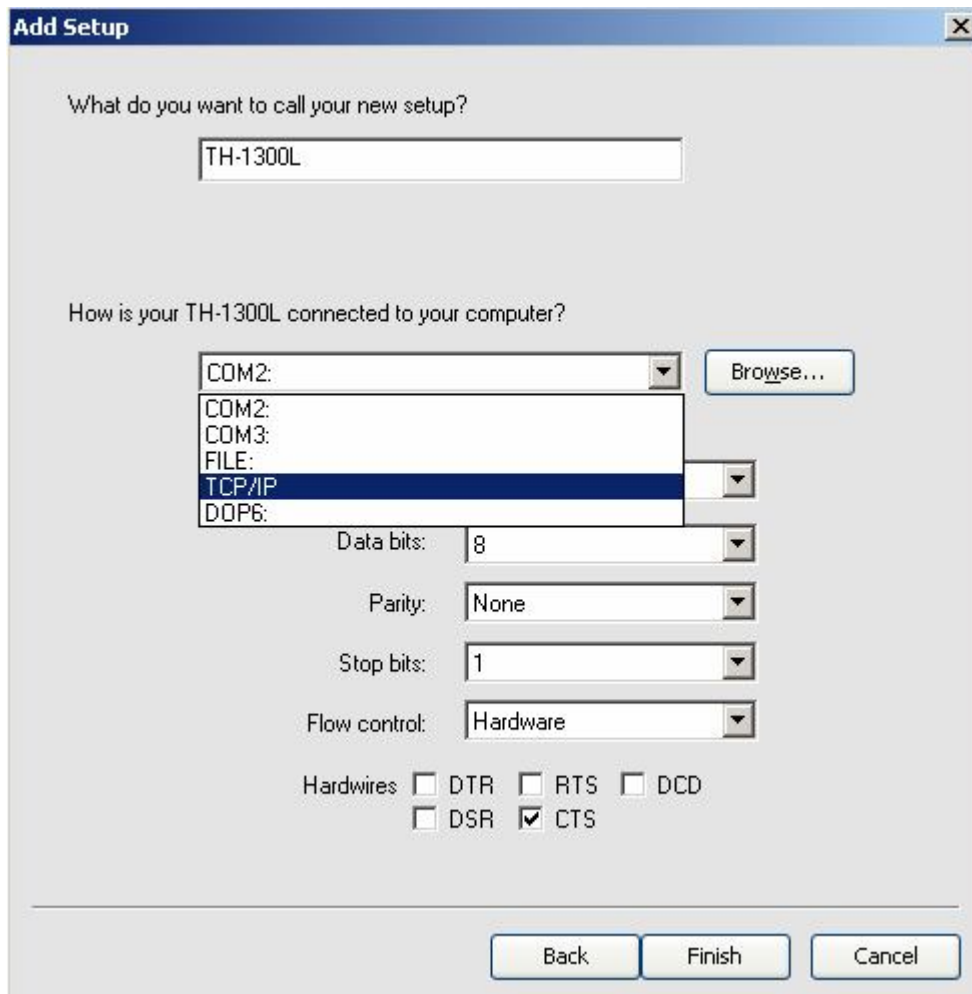 Add Setup
What do you want to call your new setup?
TH-1300L
How is your TH-1300L connected to your computer?
COM2:
Browse...
COM2:
COM3:
FILE:
TCP/IP
DOP6:
Data bits: 8
Parity: None
Stop bits: 1
Flow control: Hardware
Hardwires DTR RTS DCD
DSR CTS
Back Finish Cancel